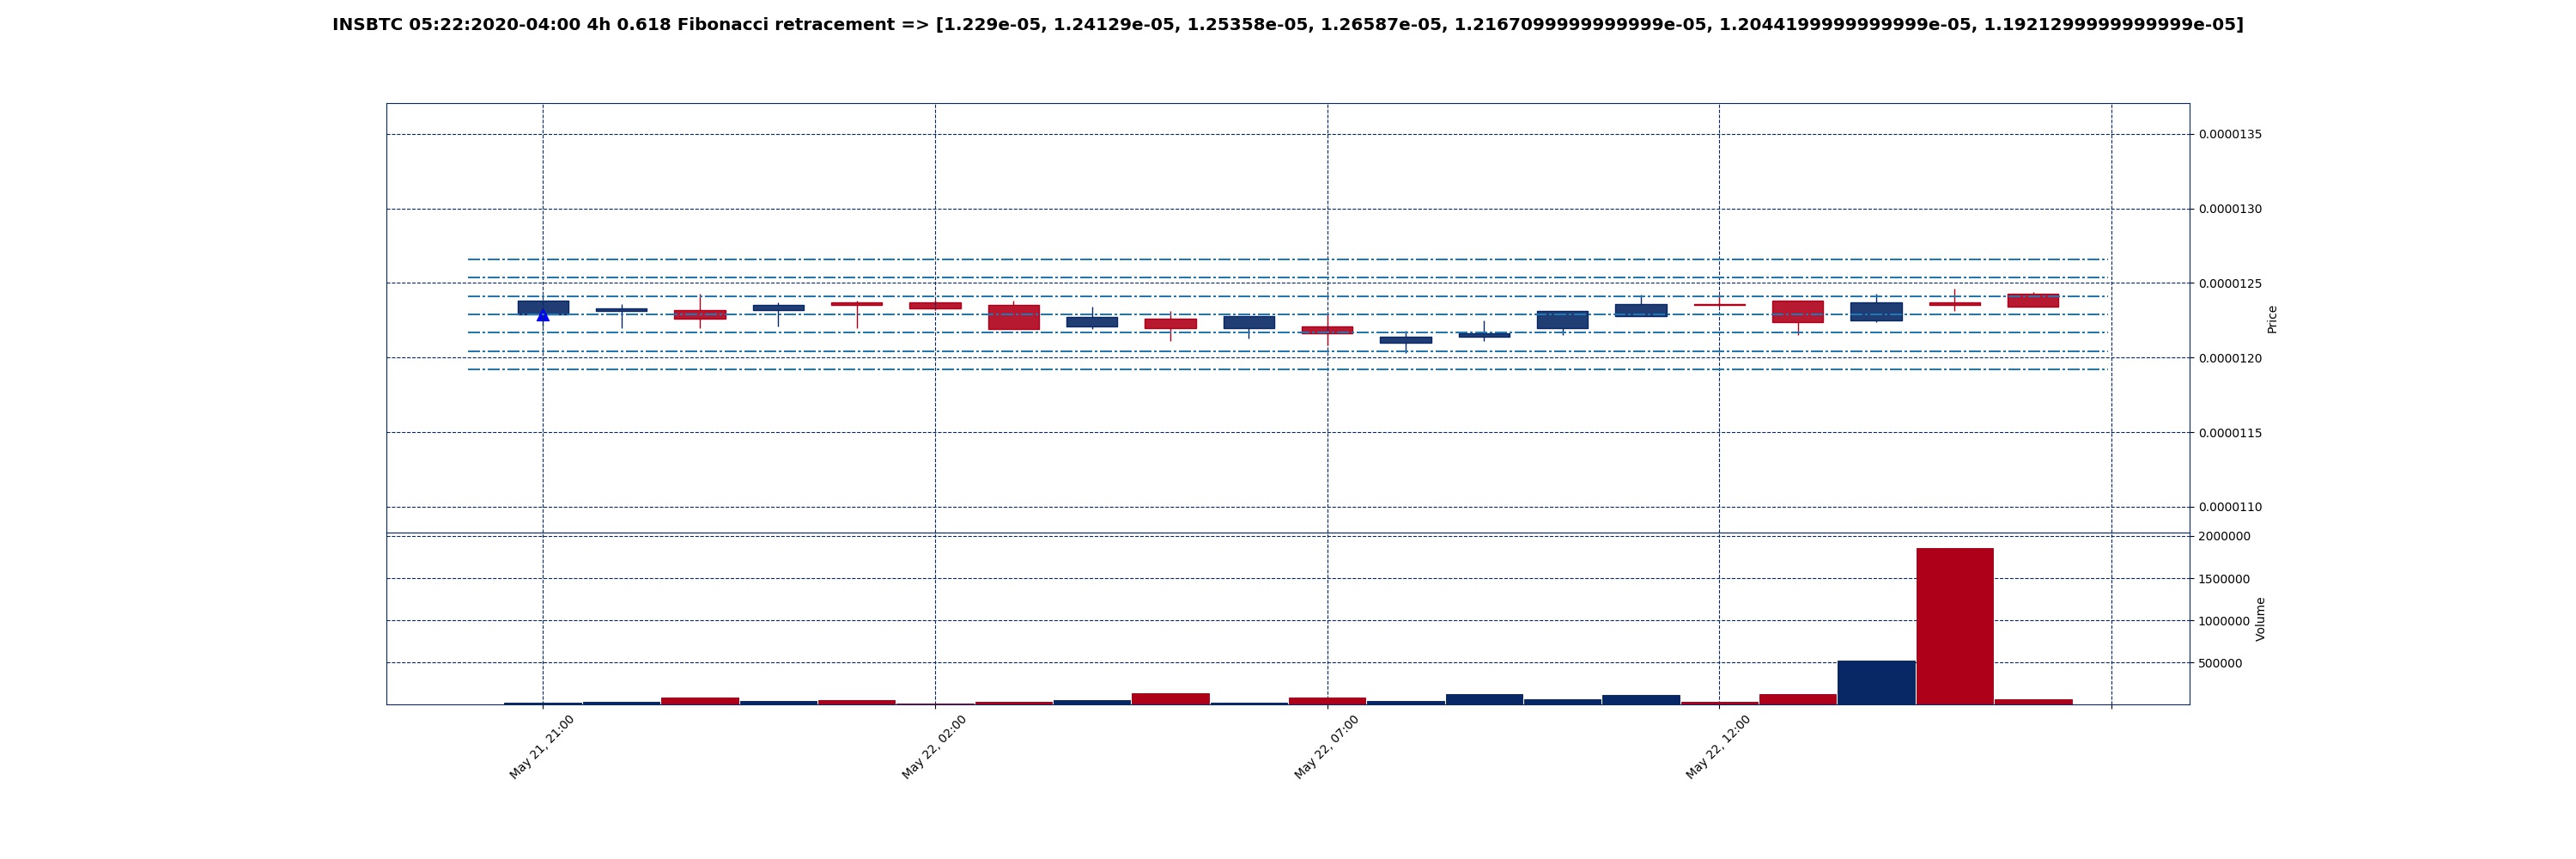 INSBTC 05:22:2020-04:00 4h 0.618 Fibonacci retracement => [1.229e-05, 1.24129e-05, 1.25358e-05, 1.26587e-05, 1.2167099999999999e-05, 1.2044199999999999e-05, 1.1921299999999999e-05]
0.0000135
0.0000130
0.0000125
Price
0.0000120
0.0000115
0.0000110
2000000
1500000
Volume
1000000
500000
May 21, 21:00
May 22, 02:00
May 22, 07:00
May 22, 12:00